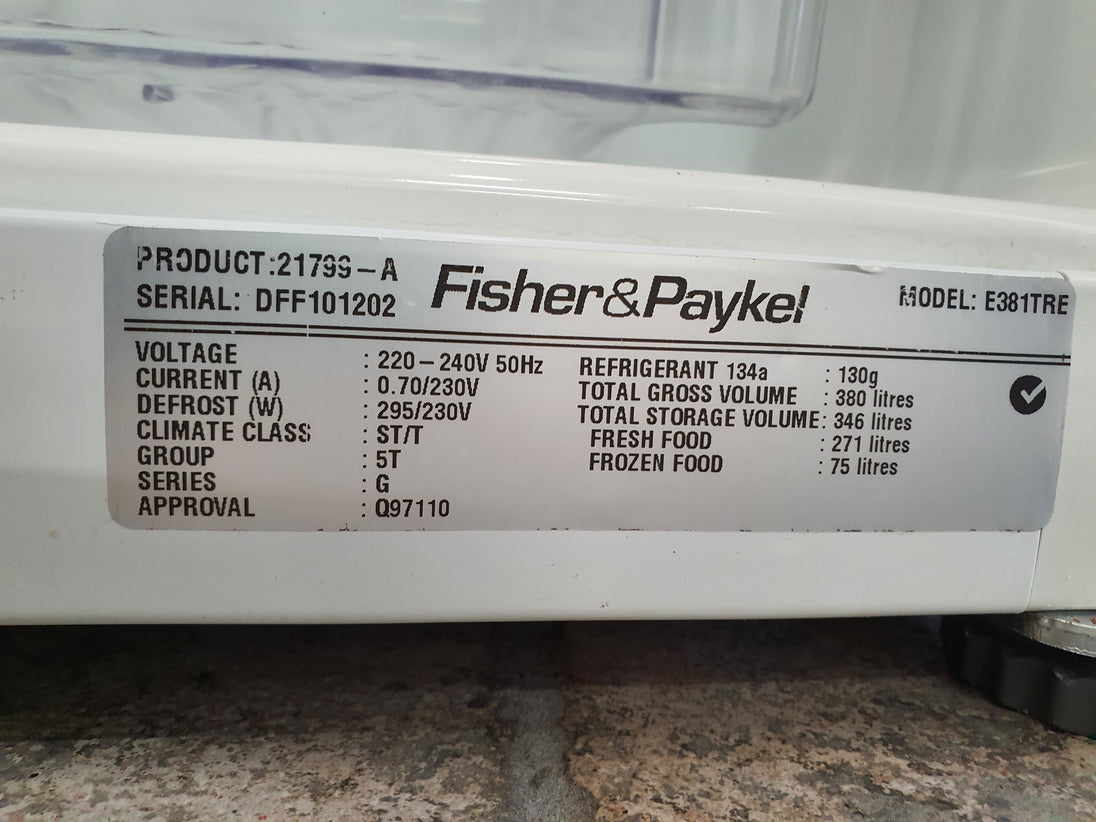 PRODUCT:21799-A
SERIAL: DFF101202
Fisher&Paykel
MODEL: E381TRE
VOLTAGE : 220-240V 50Hz
CURRENT (A) : 0.70/230V
DEFROST (W) : 295/230V
CLIMATE CLASS : ST/T
GROUP : 5T
SERIES : G
APPROVAL : Q97110
REFRIGERANT 134a : 130g
TOTAL GROSS VOLUME : 380 litres
TOTAL STORAGE VOLUME: 346 litres
FRESH FOOD : 271 litres
FROZEN FOOD : 75 litres